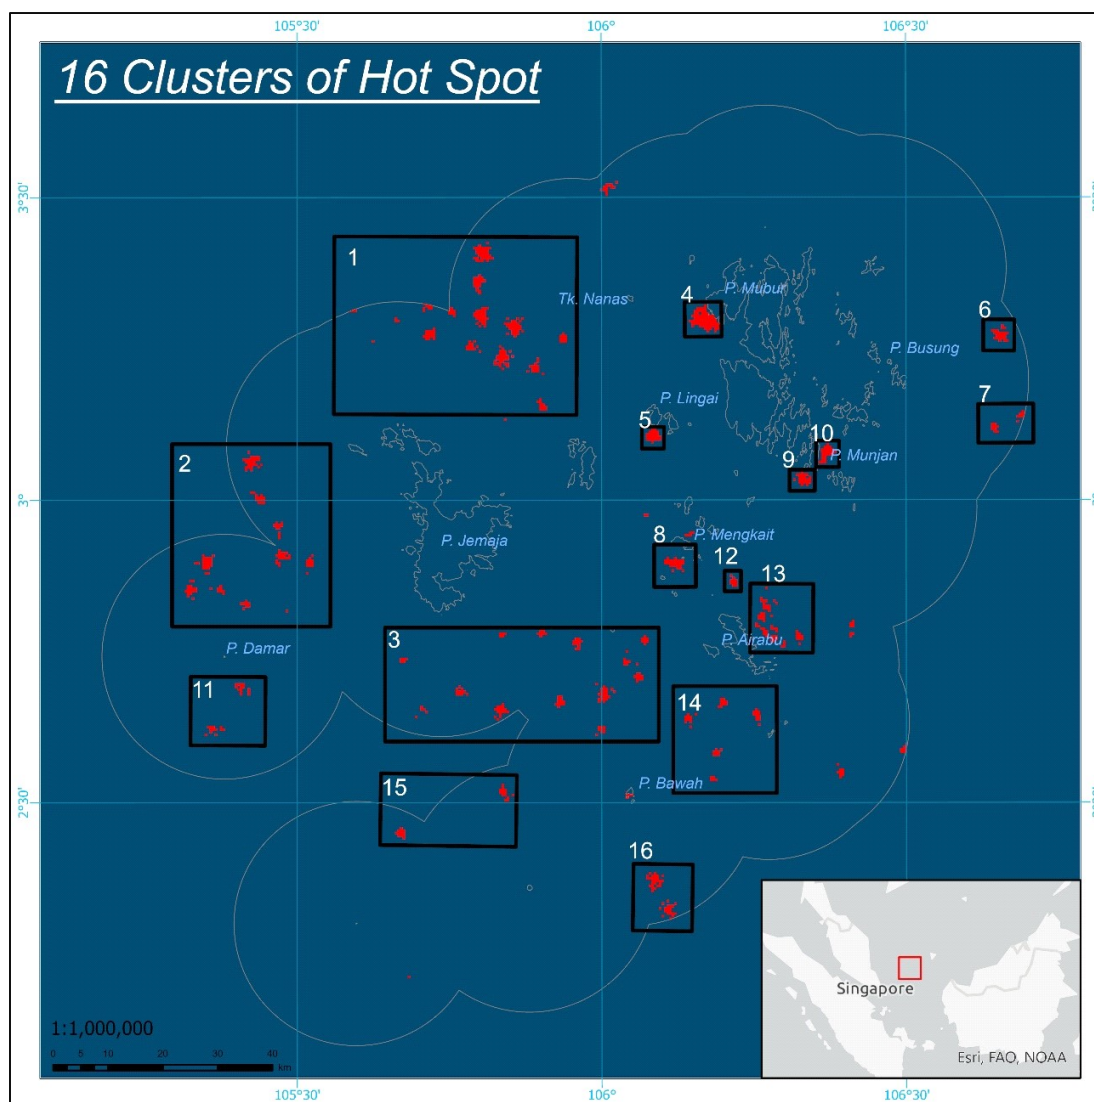 105°30'
106°
106°30'
16 Clusters of Hot Spot
3°30'
1
Tk. Nanas
4
P. Mubur
6
P. Busung
P. Lingai
7
5
10
2
9
P. Munjan
3°
8
P. Mengkait
P. Jemaja
12
13
3
P. Airabu
P. Damar
11
14
15
P. Bawah
2°30'
16
Singapore
1:1,000,000
0 5 10 20 30 40
km
Esri, FAO, NOAA
105°30'
106°
106°30'